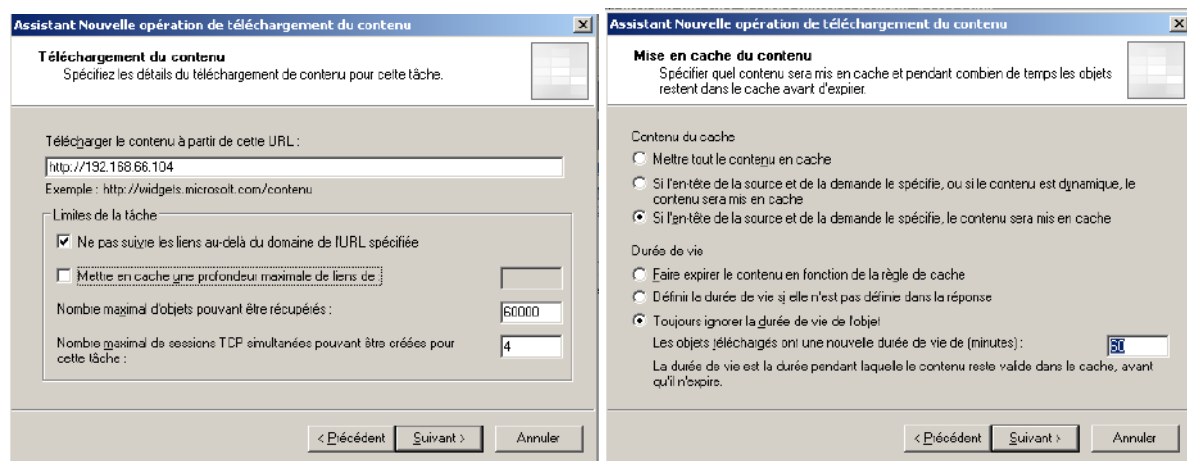 Assistant Nouvelle opération de téléchargement du contenu
Téléchargement du contenu
Spécifiez les détails du téléchargement de contenu pour cette tâche.
Télécharger le contenu à partir de cette URL :
http://192.168.66.104
Exemple : http://widgets.microsoft.com/contenu
Limites de la tâche
Ne pas suivre les liens au-delà du domaine de l'URL spécifiée
Mettre en cache une profondeur maximale de liens de :
Nombre maximal d'objets pouvant être récupérés :
60000
Nombre maximal de sessions TCP simultanées pouvant être créées pour
cette tâche :
4
< Précédent
Suivant >
Annuler
Assistant Nouvelle opération de téléchargement du contenu
Mise en cache du contenu
Spécifier quel contenu sera mis en cache et pendant combien de temps les objets
restent dans le cache avant d'expirer.
Contenu du cache
Mettre tout le contenu en cache
Si l'en-tête de la source et de la demande le spécifie, ou si le contenu est dynamique, le
contenu sera mis en cache
Si l'en-tête de la source et de la demande le spécifie, le contenu sera mis en cache
Durée de vie
Faire expirer le contenu en fonction de la règle de cache
Définir la durée de vie si elle n'est pas définie dans la réponse
Toujours ignorer la durée de vie de l'objet
Les objets téléchargés ont une nouvelle durée de vie de (minutes) :
60
La durée de vie est la durée pendant laquelle le contenu reste valide dans le cache, avant
qu'il n'expire.
< Précédent
Suivant >
Annuler